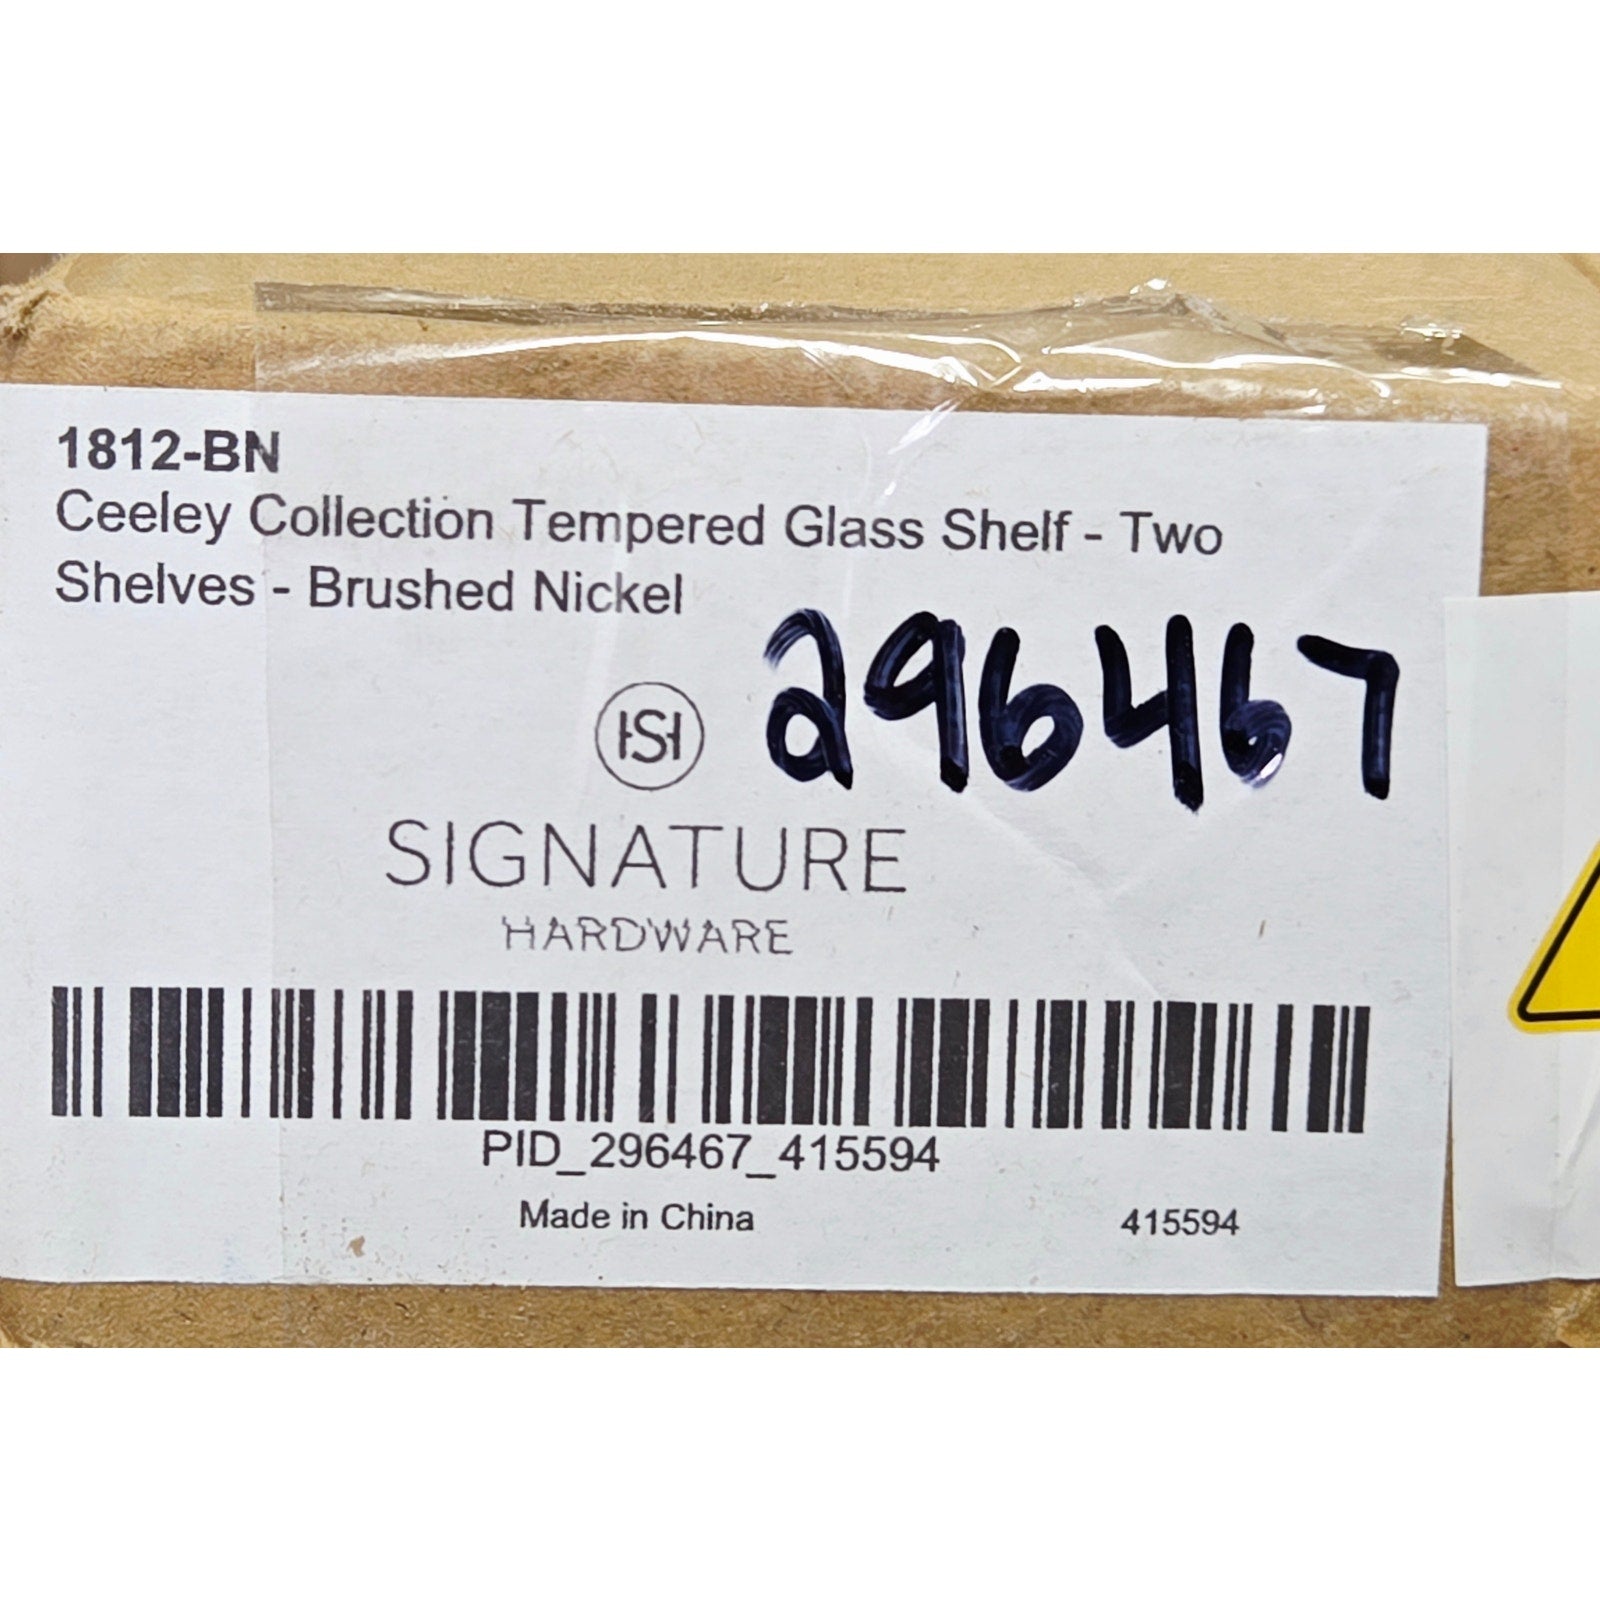 1812-BN
Ceeley Collection Tempered Glass Shelf - Two
Shelves - Brushed Nickel
296467
HSH
SIGNATURE
HARDWARE
PID_296467_415594
Made in China
415594